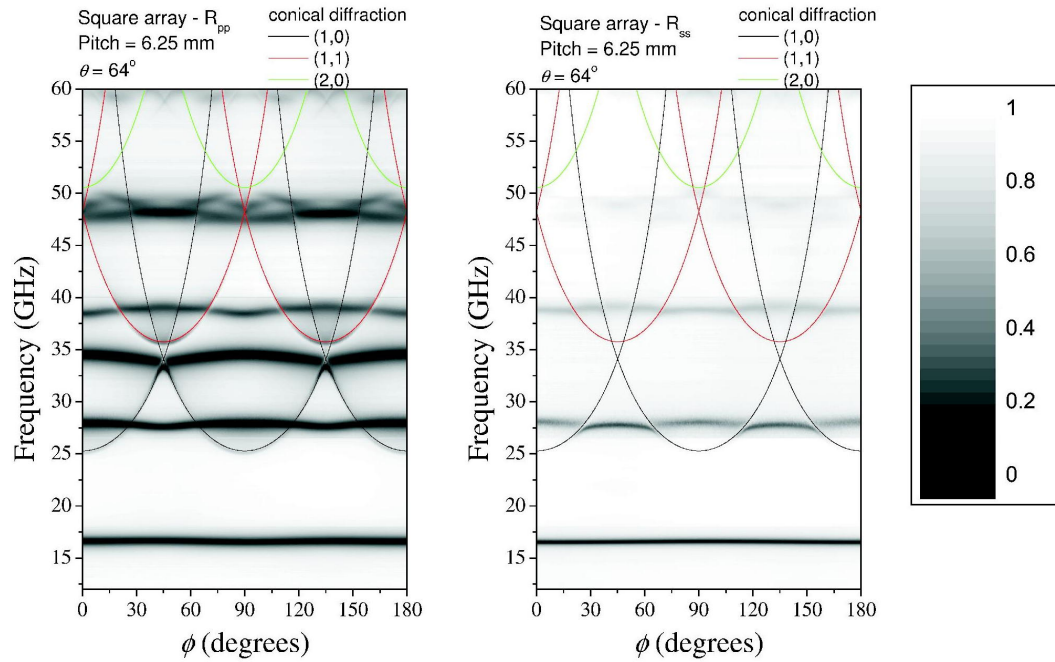 Square array - Rpp
Pitch = 6.25 mm
θ = 64°
conical diffraction
(1,0)
(1,1)
(2,0)
60
55
50
45
40
35
30
25
20
15
Frequency (GHz)
0 30 60 90 120 150 180
ϕ (degrees)
Square array - Rss
Pitch = 6.25 mm
θ = 64°
conical diffraction
(1,0)
(1,1)
(2,0)
60
55
50
45
40
35
30
25
20
15
Frequency (GHz)
0 30 60 90 120 150 180
ϕ (degrees)
1
0.8
0.6
0.4
0.2
0